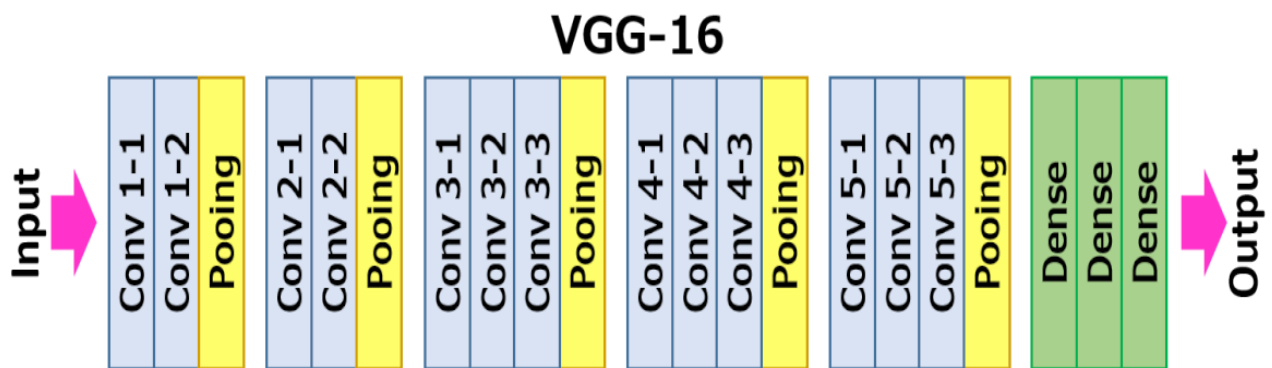 VGG-16
Input
Conv 1-1
Conv 1-2
Pooing
Conv 2-1
Conv 2-2
Pooing
Conv 3-1
Conv 3-2
Conv 3-3
Pooing
Conv 4-1
Conv 4-2
Conv 4-3
Pooing
Conv 5-1
Conv 5-2
Conv 5-3
Pooing
Dense
Dense
Dense
Output